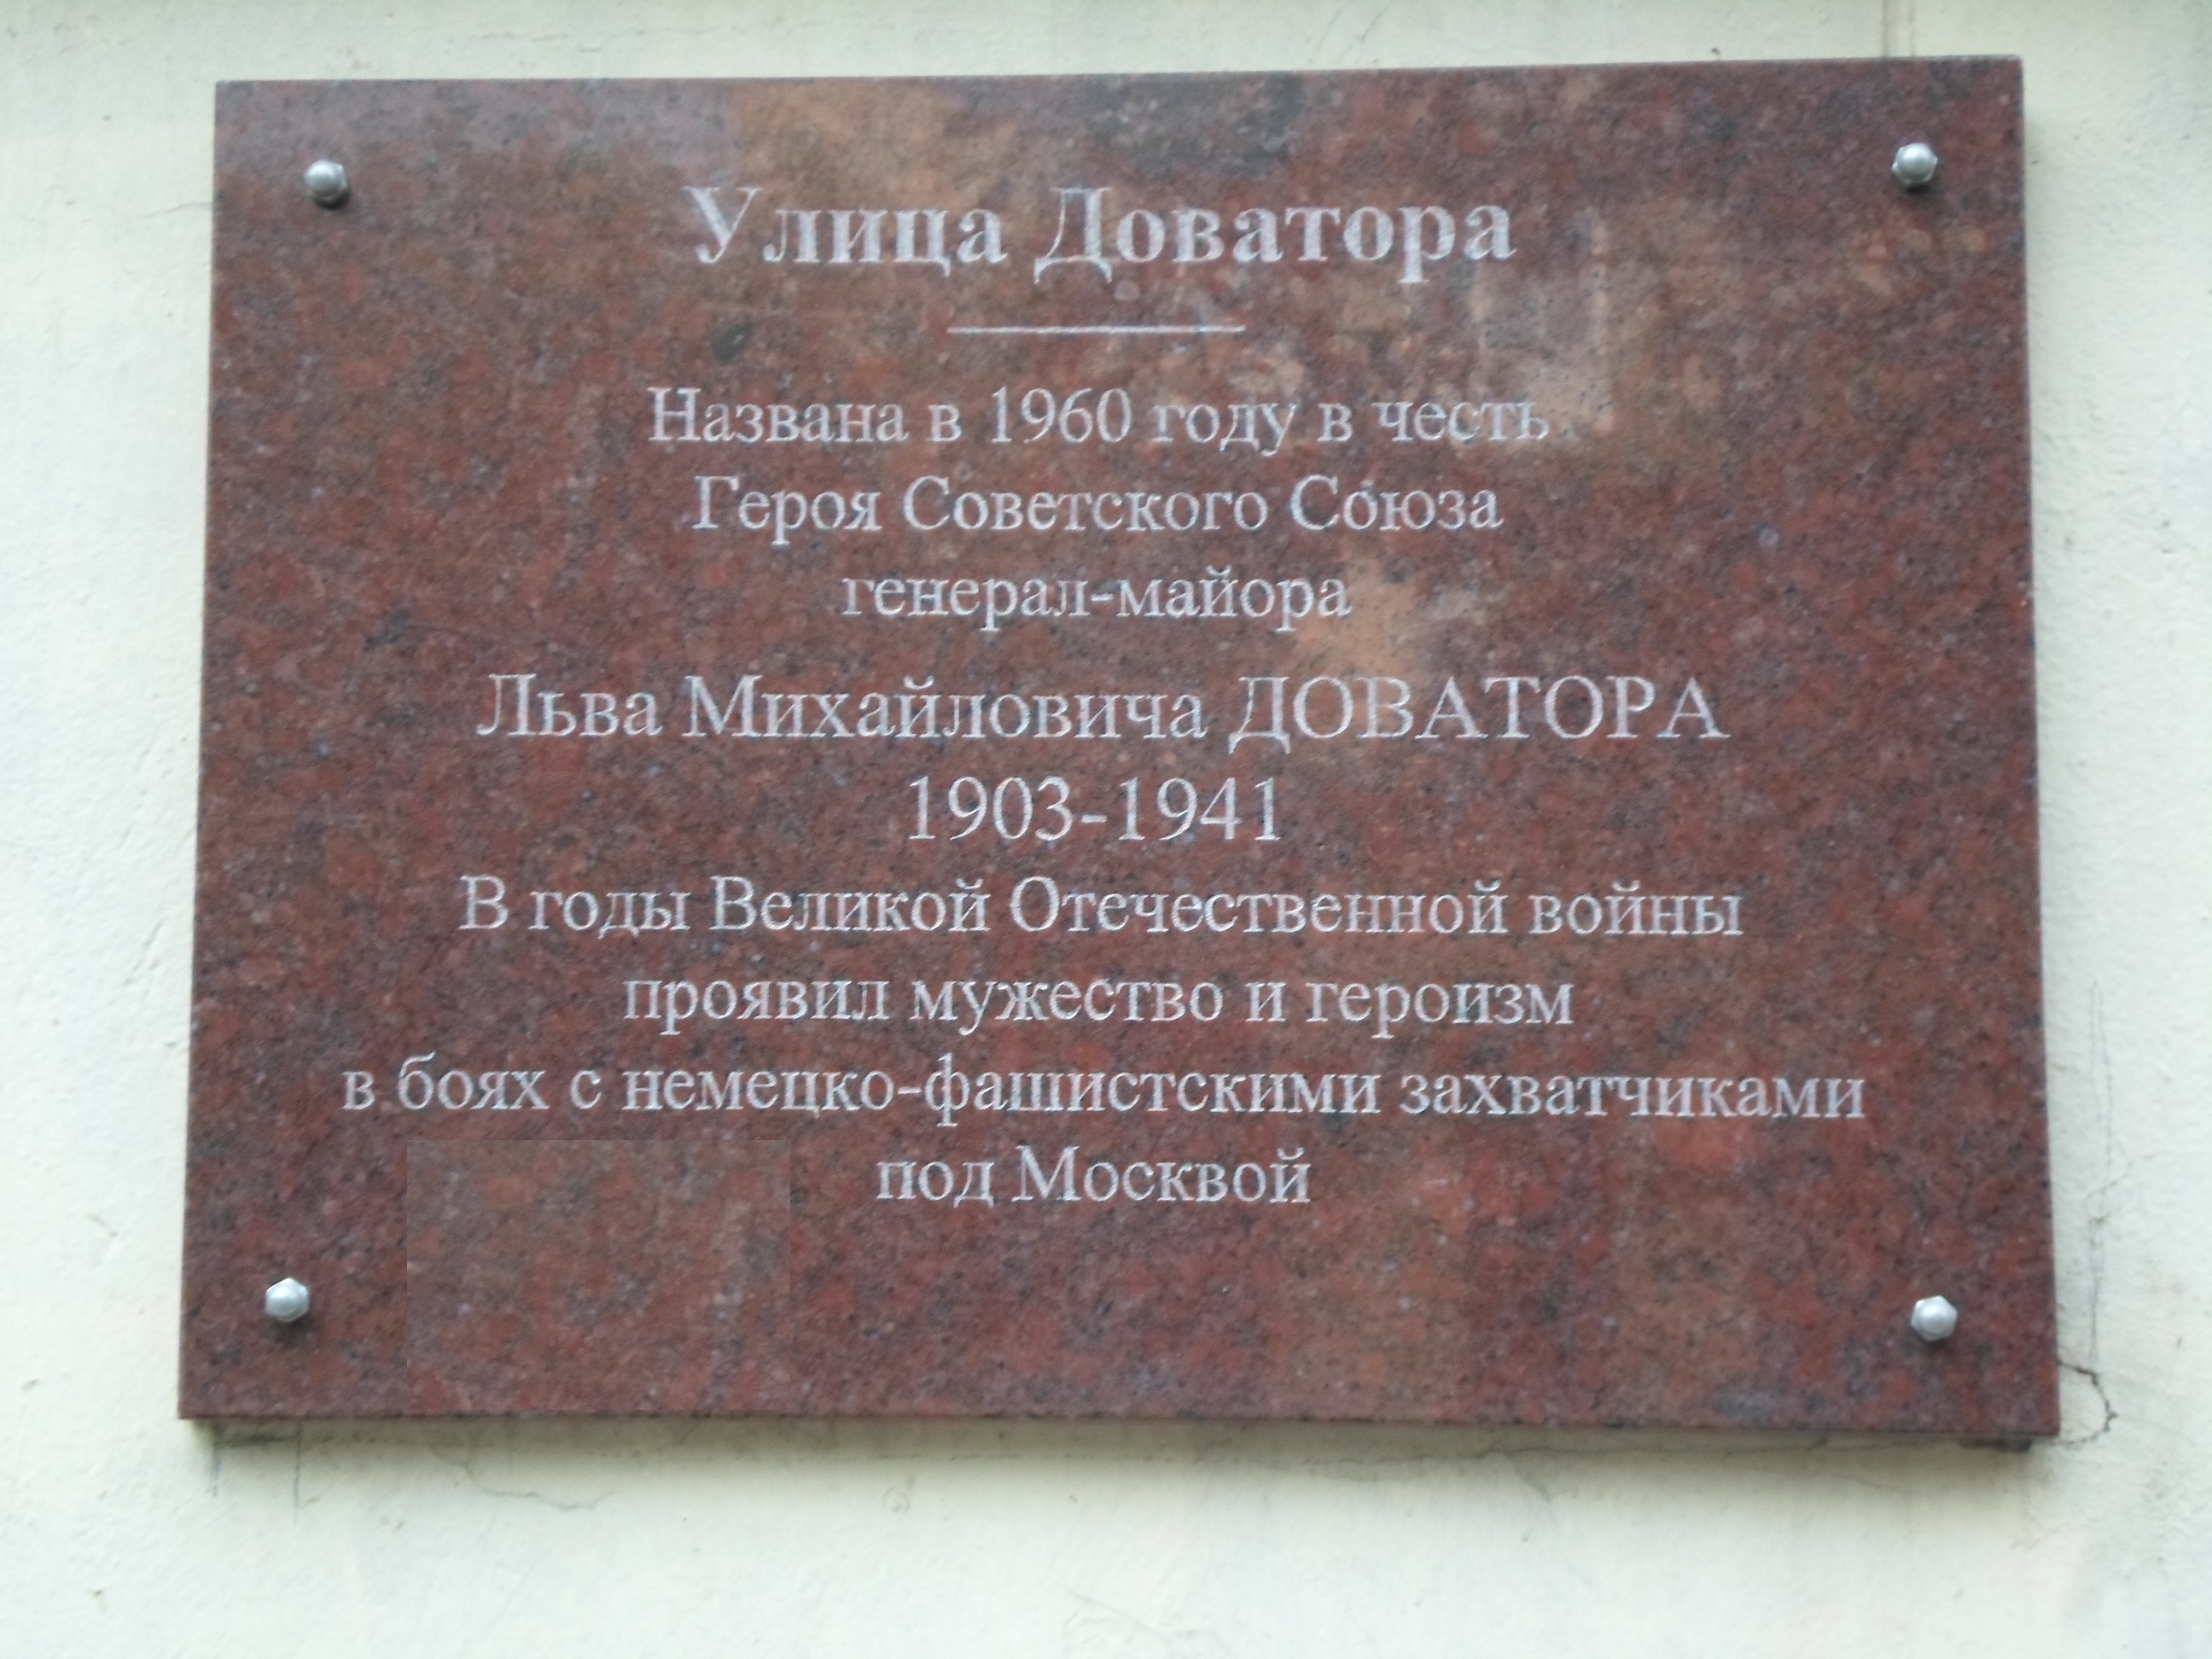 Улица Доватора
Названа в 1960 году в честь
Героя Советского Союза
генерал-майора
Льва Михайловича ДОВАТОРА
1903-1941
В годы Великой Отечественной войны
проявил мужество и героизм
в боях с немецко-фашистскими захватчиками
под Москвой